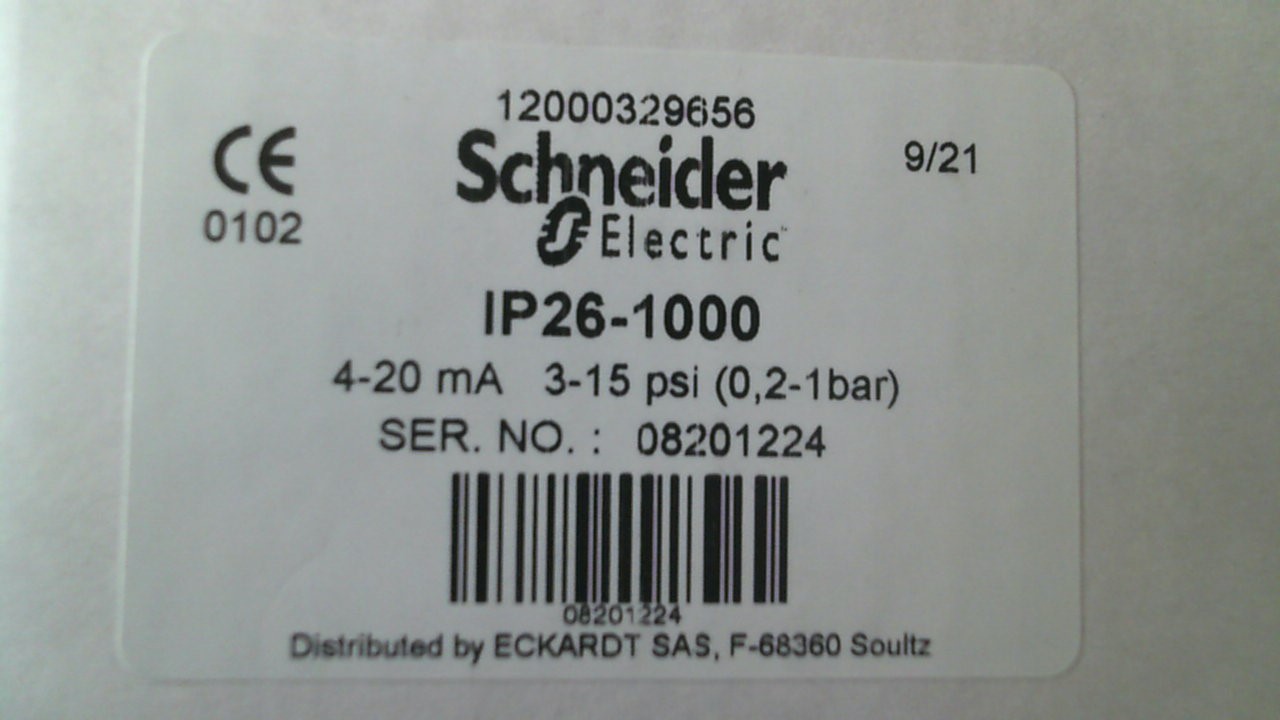 12000329656
CE
0102
Schneider
Electric™
9/21
IP26-1000
4-20 mA 3-15 psi (0,2-1bar)
SER. NO. : 08201224
08201224
Distributed by ECKARDT SAS, F-68360 Soultz